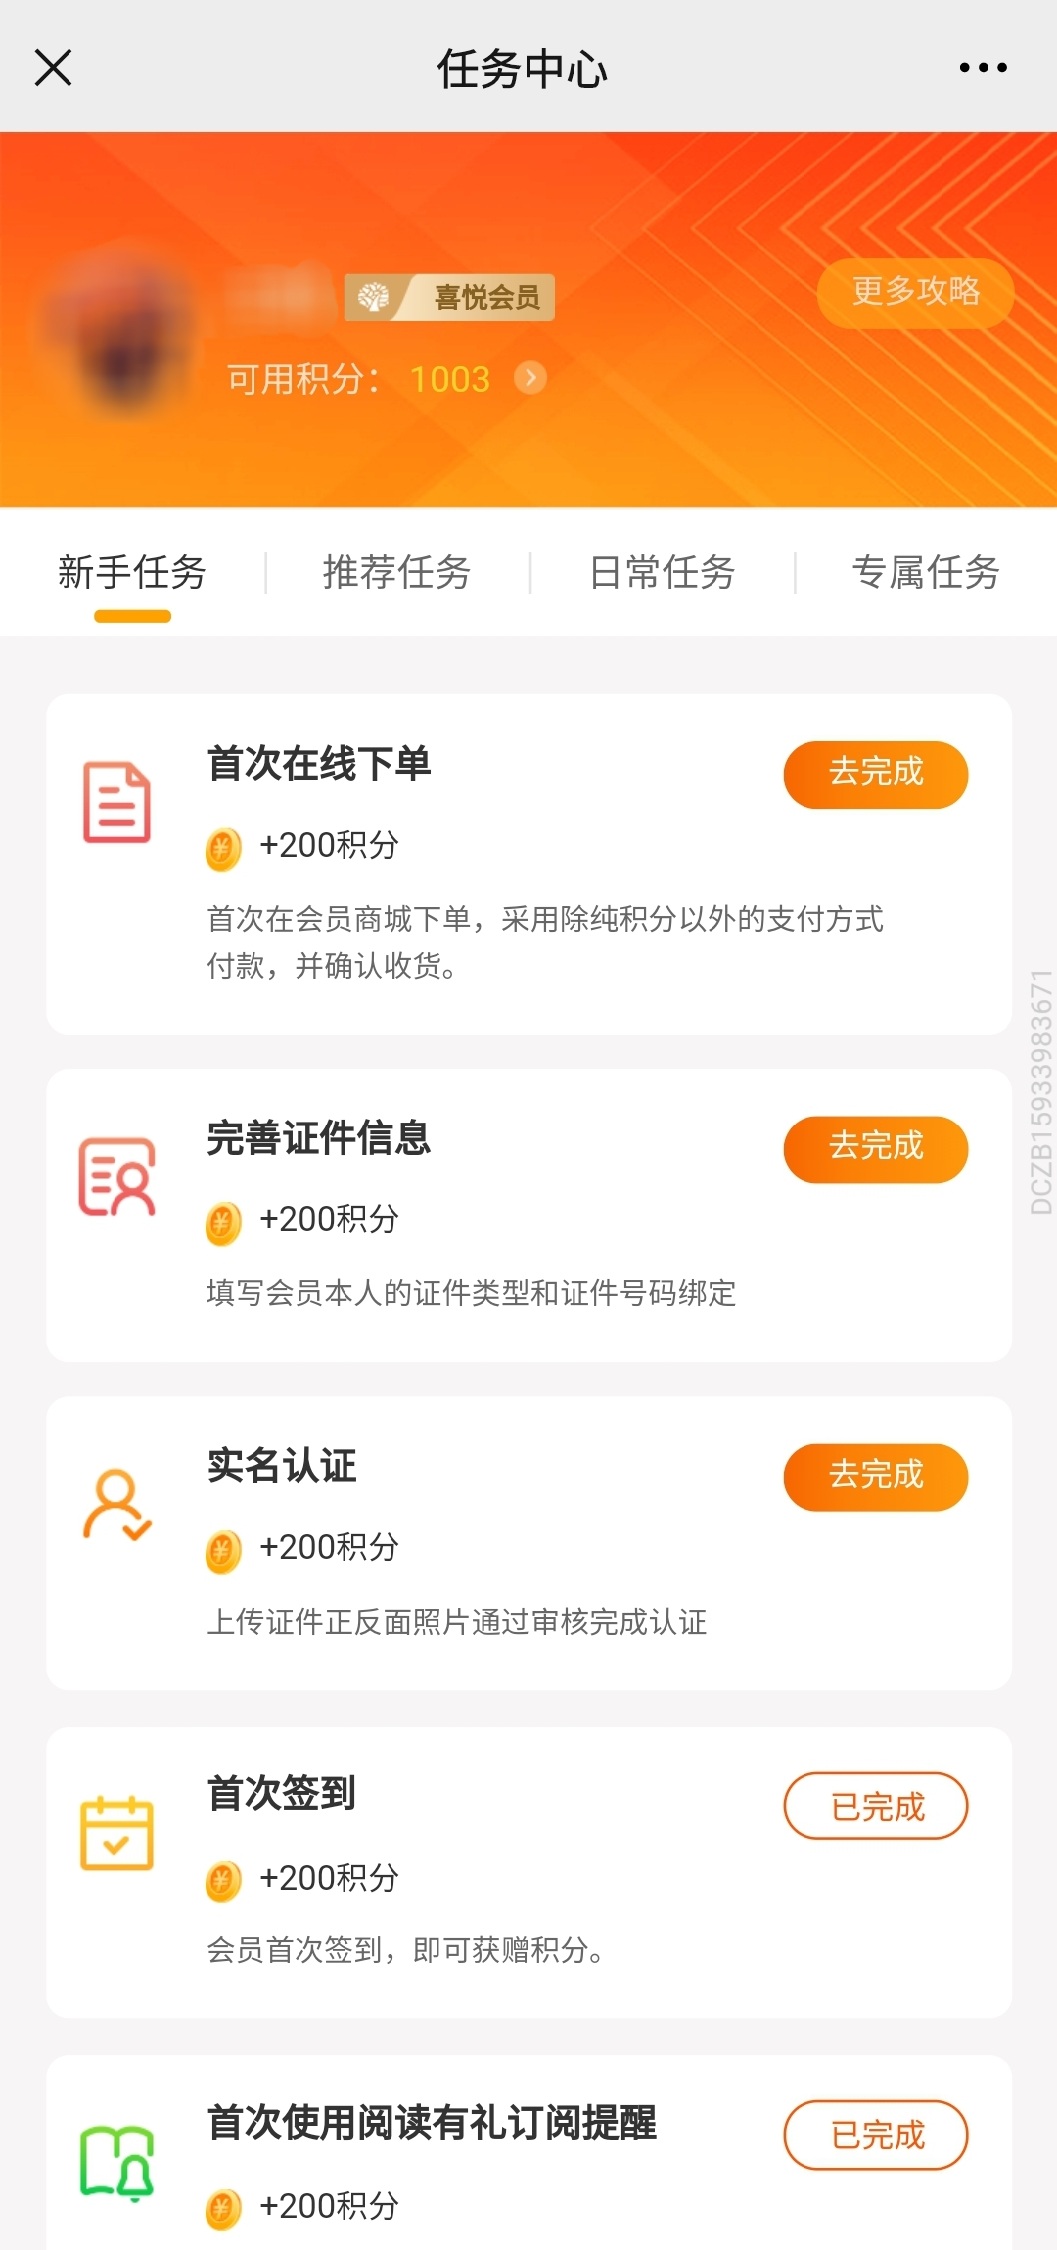 任务中心
喜悦会员
更多攻略
可用积分： 1003
新手任务
推荐任务
日常任务
专属任务
首次在线下单
去完成
+200积分
首次在会员商城下单，采用除纯积分以外的支付方式
付款，并确认收货。
完善证件信息
去完成
+200积分
填写会员本人的证件类型和证件号码绑定
实名认证
去完成
+200积分
上传证件正反面照片通过审核完成认证
首次签到
已完成
+200积分
会员首次签到，即可获赠积分。
首次使用阅读有礼订阅提醒
已完成
+200积分
DCZB15933983671